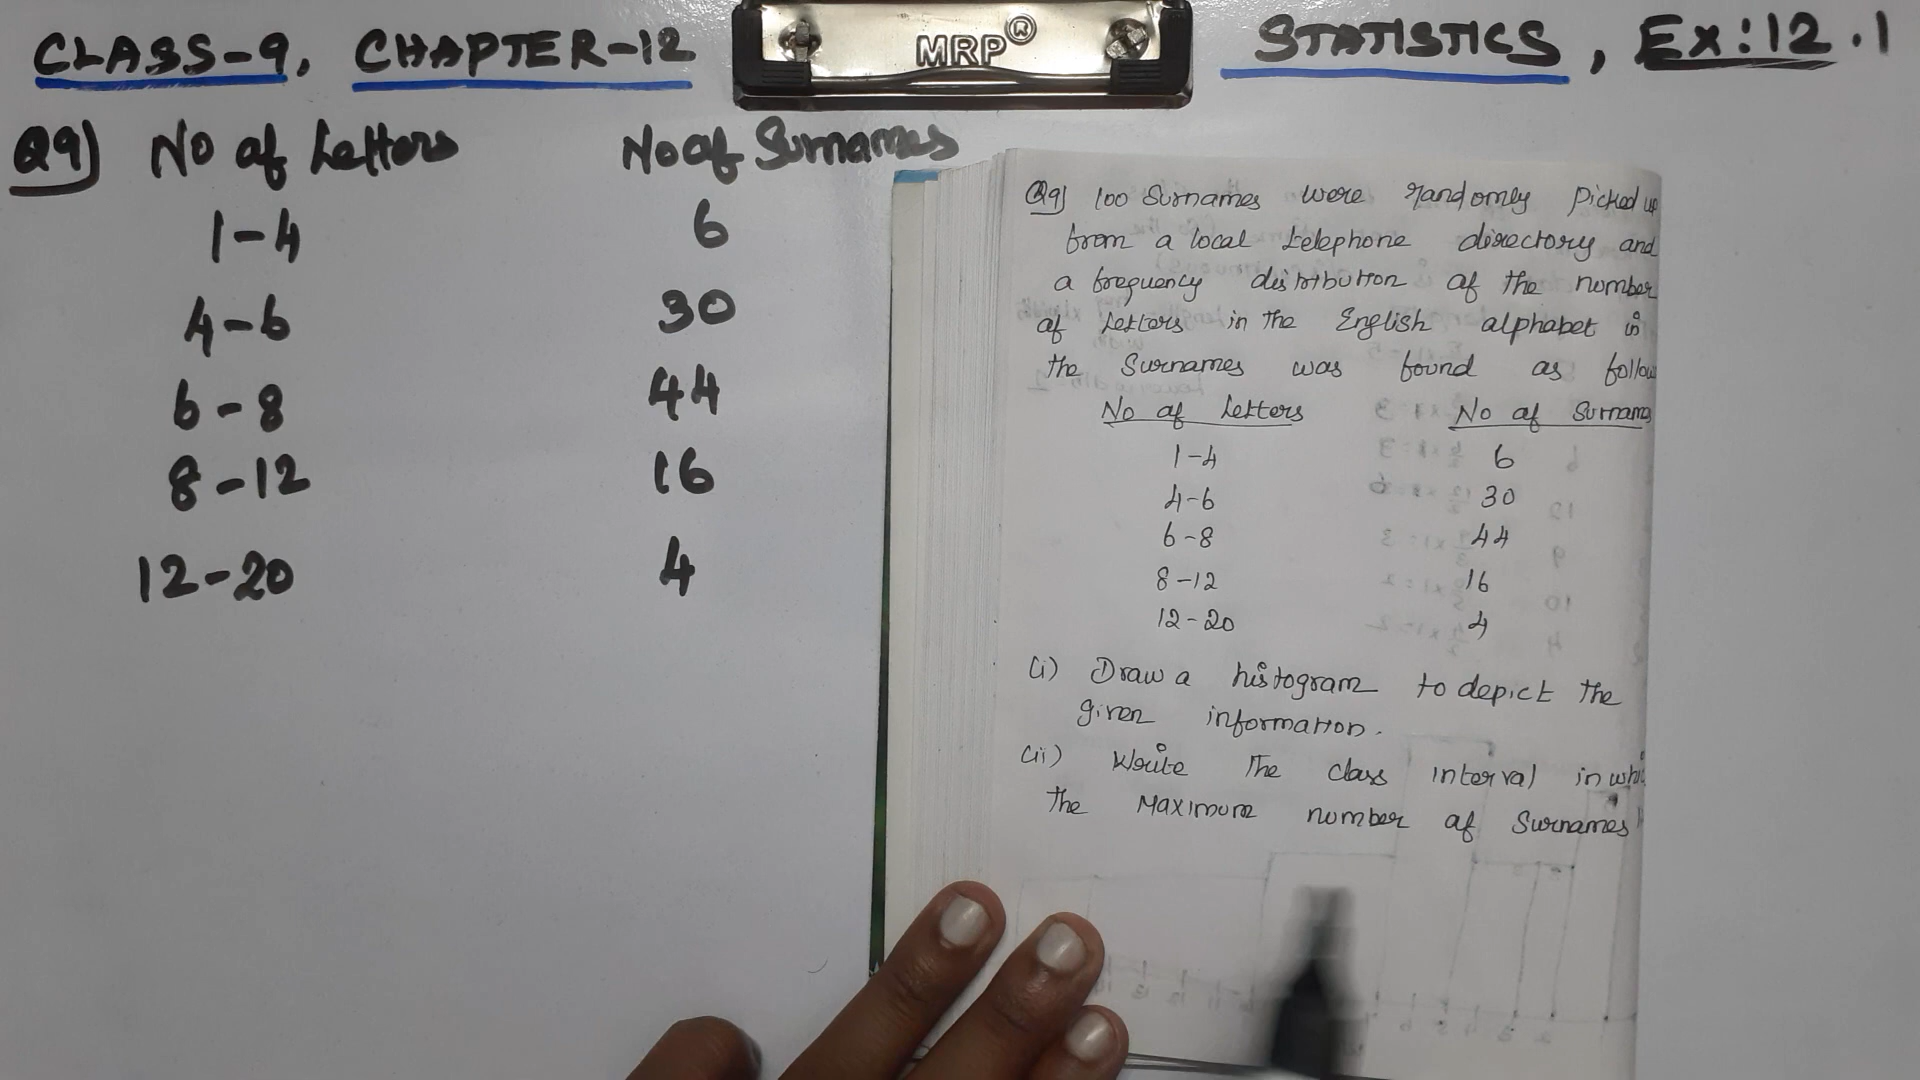 CLASS-9, CHAPTER-12
MRP®
STATISTICS, Ex:12.1
Q9) No of Letters No of Surnames
1-4 6
4-6 30
6-8 44
8-12 16
12-20 4
Q9) 100 Surnames were randomly Picked up
from a local telephone directory and
a frequency distribution of the number
of Letters in the English alphabet in
the Surnames was found as follow
No of Letters No of Surname
1-4 6
4-6 30
6-8 44
8-12 16
12-20 4
(i) Draw a histogram to depict the
given information.
(ii) Write The class interval in whic
the Maximum number of Surnames